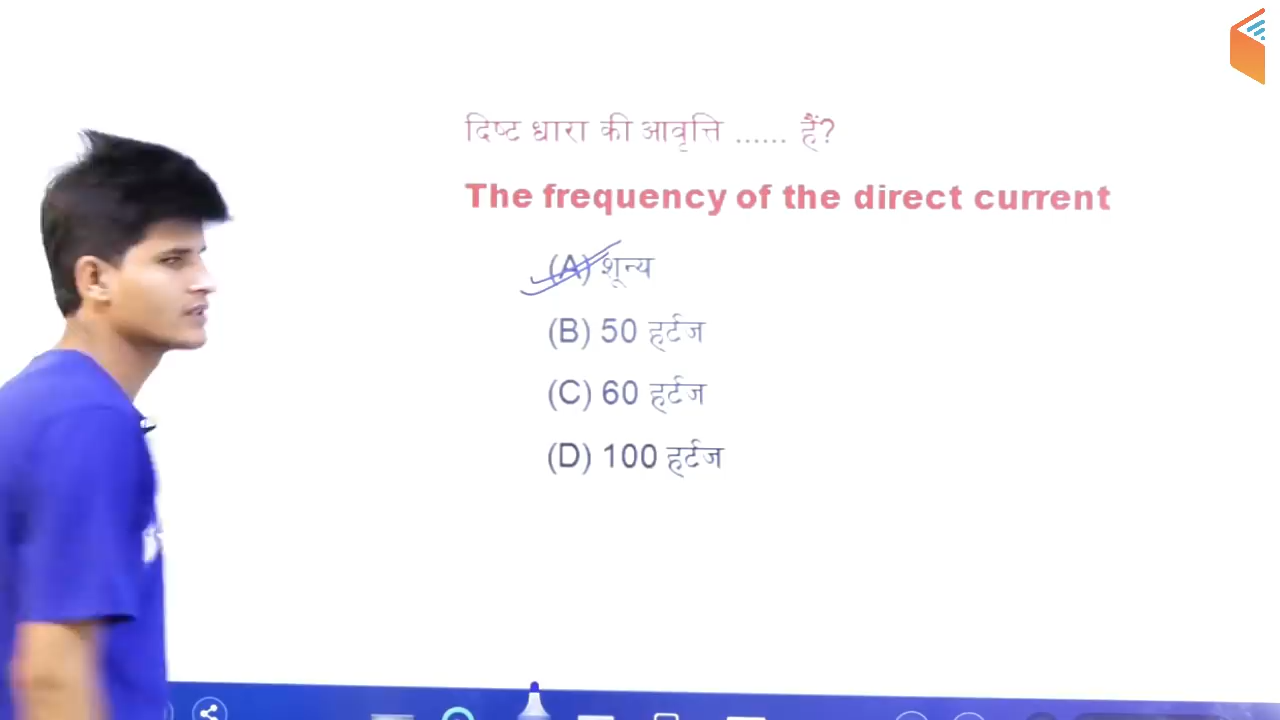 दिष्ट धारा की आवृत्ति ...... हैं?
The frequency of the direct current
(A) शून्य
(B) 50 हर्टज
(C) 60 हर्टज
(D) 100 हर्टज